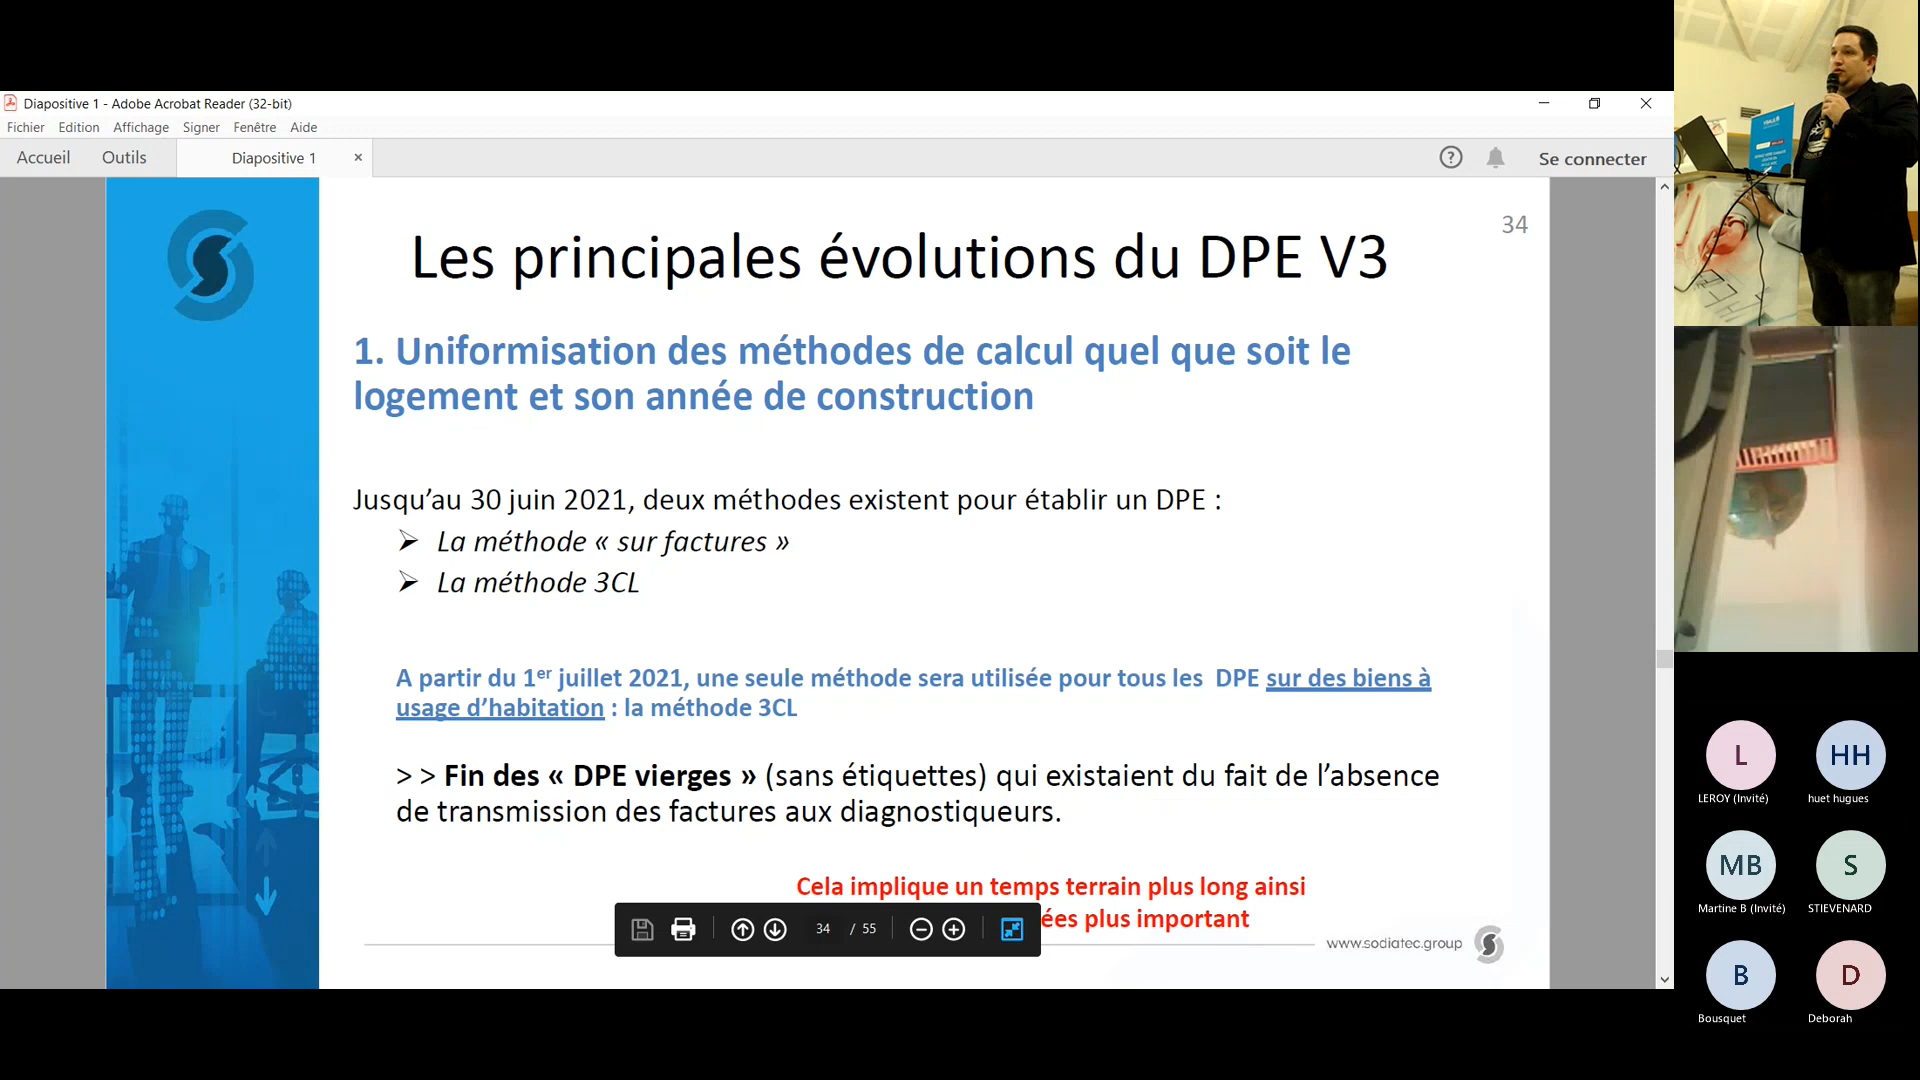 Diapositive 1 - Adobe Acrobat Reader (32-bit)
Fichier Edition Affichage Signer Fenêtre Aide
Accueil Outils Diapositive 1 × Se connecter
34
Les principales évolutions du DPE V3
1. Uniformisation des méthodes de calcul quel que soit le
logement et son année de construction
Jusqu’au 30 juin 2021, deux méthodes existent pour établir un DPE :
➢ La méthode « sur factures »
➢ La méthode 3CL
A partir du 1er juillet 2021, une seule méthode sera utilisée pour tous les DPE sur des biens à
usage d’habitation : la méthode 3CL
> > Fin des « DPE vierges » (sans étiquettes) qui existaient du fait de l’absence
de transmission des factures aux diagnostiqueurs.
Cela implique un temps terrain plus long ainsi
ées plus important
34 / 55
www.sodiatec.group
L HH
LEROY (Invité) huet hugues
MB S
Martine B (Invité) STIEVENARD
B D
Bousquet Deborah